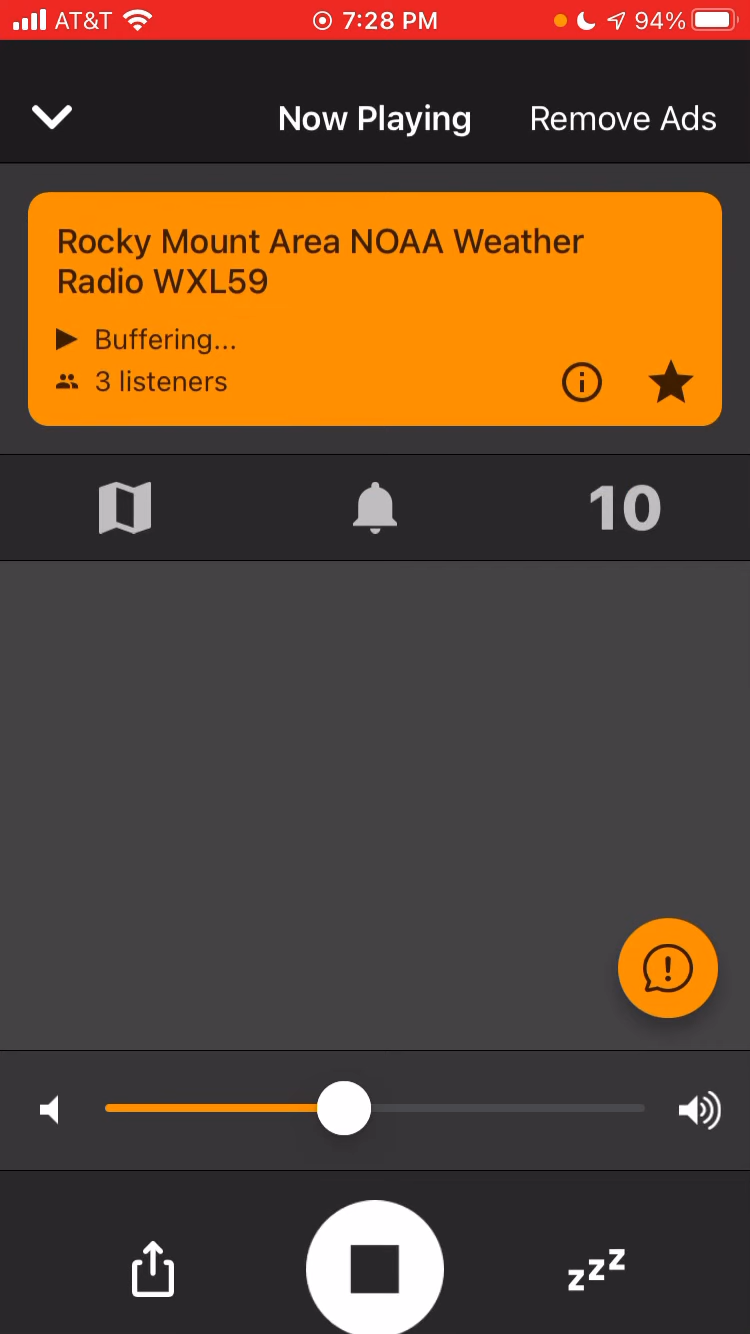 AT&T 7:28 PM 94%
Now Playing Remove Ads
Rocky Mount Area NOAA Weather
Radio WXL59
Buffering...
3 listeners
10
zzz